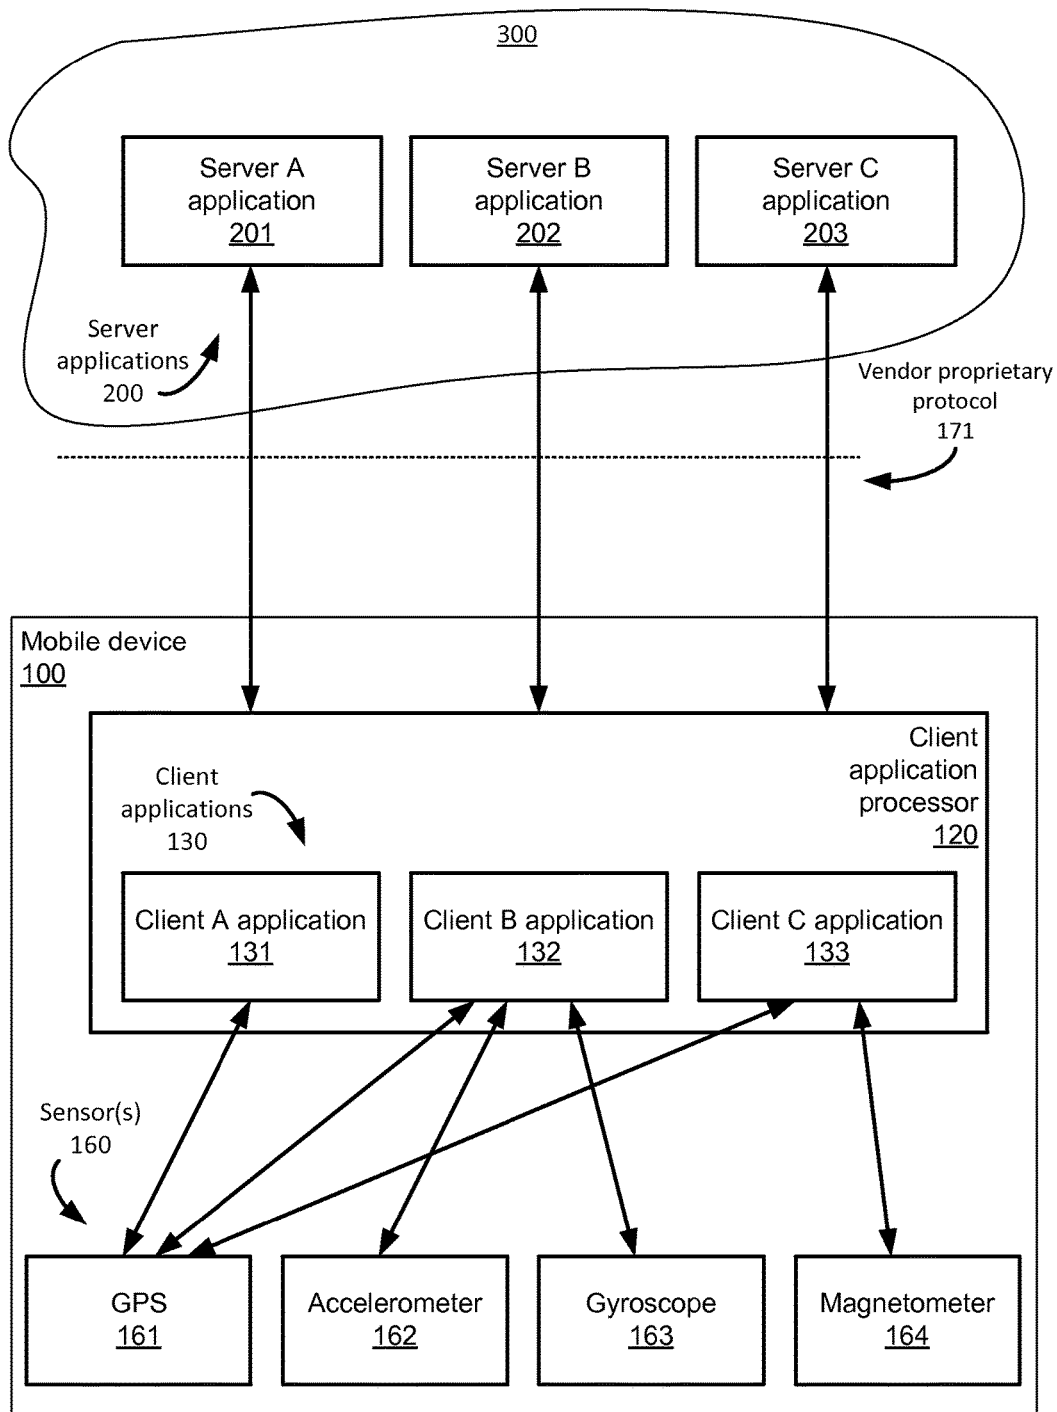 300
Server A
application
201
Server B
application
202
Server C
application
203
Server
applications
200
Vendor proprietary
protocol
171
Mobile device
100
Client
application
processor
120
Client
applications
130
Client A application
131
Client B application
132
Client C application
133
Sensor(s)
160
GPS
161
Accelerometer
162
Gyroscope
163
Magnetometer
164